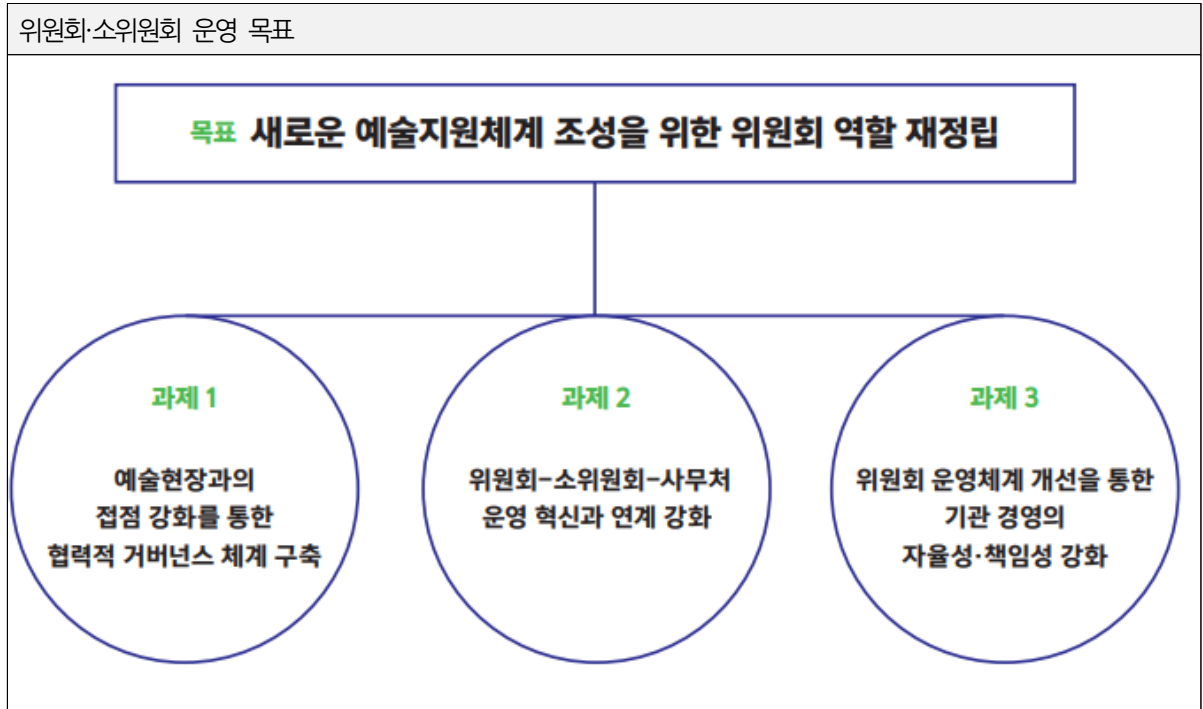 위원회·소위원회 운영 목표
목표 새로운 예술지원체계 조성을 위한 위원회 역할 재정립
과제 1
예술현장과의
접점 강화를 통한
협력적 거버넌스 체계 구축
과제 2
위원회-소위원회-사무처
운영 혁신과 연계 강화
과제 3
위원회 운영체계 개선을 통한
기관 경영의
자율성·책임성 강화